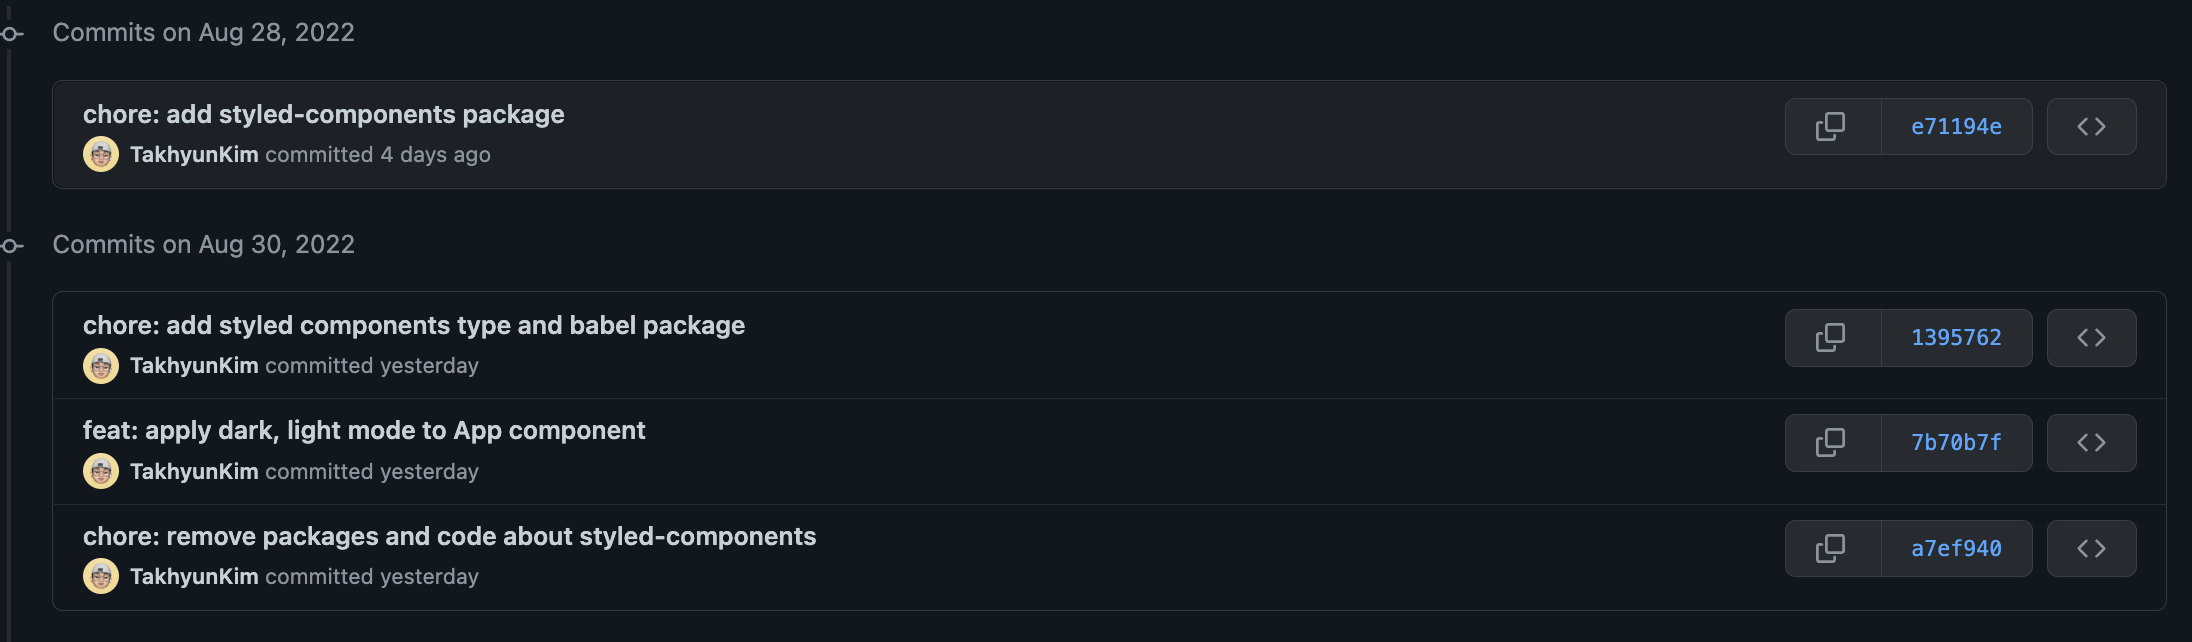 Commits on Aug 28, 2022
chore: add styled-components package
e71194e
TakhyunKim committed 4 days ago
Commits on Aug 30, 2022
chore: add styled components type and babel package
1395762
TakhyunKim committed yesterday
feat: apply dark, light mode to App component
7b70b7f
TakhyunKim committed yesterday
chore: remove packages and code about styled-components
a7ef940
TakhyunKim committed yesterday